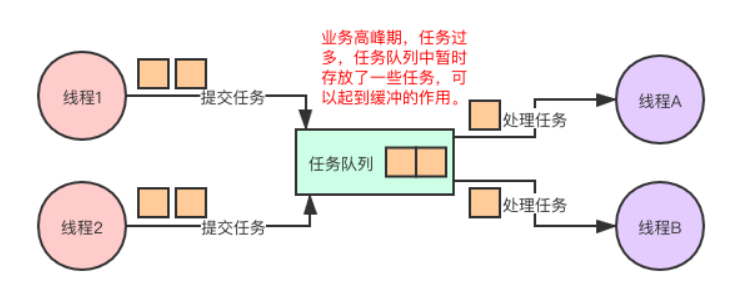 业务高峰期，任务过
多，任务队列中暂时
存放了一些任务，可
以起到缓冲的作用。
线程1
提交任务
处理任务
线程A
任务队列
线程2
提交任务
处理任务
线程B